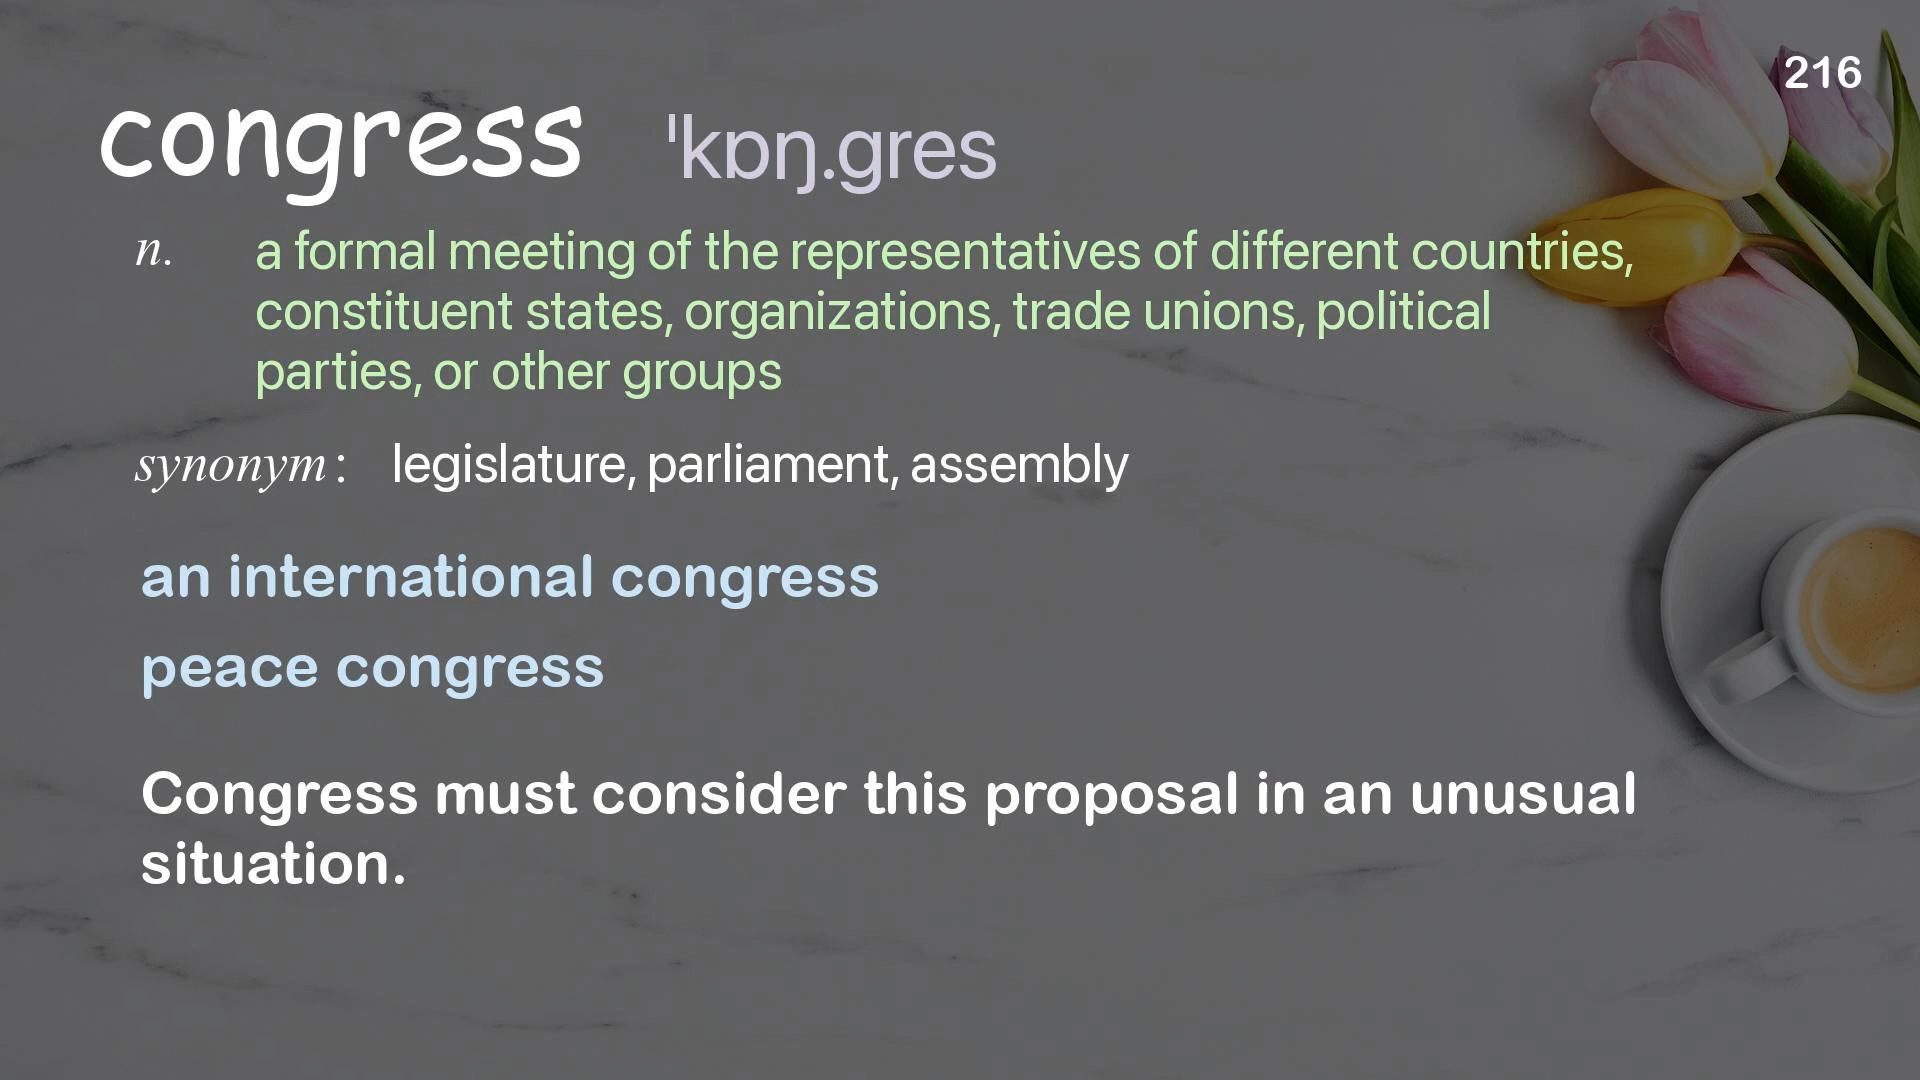 216
congress ˈkɒŋ.gres
n. a formal meeting of the representatives of different countries,
constituent states, organizations, trade unions, political
parties, or other groups
synonym: legislature, parliament, assembly
an international congress
peace congress
Congress must consider this proposal in an unusual
situation.